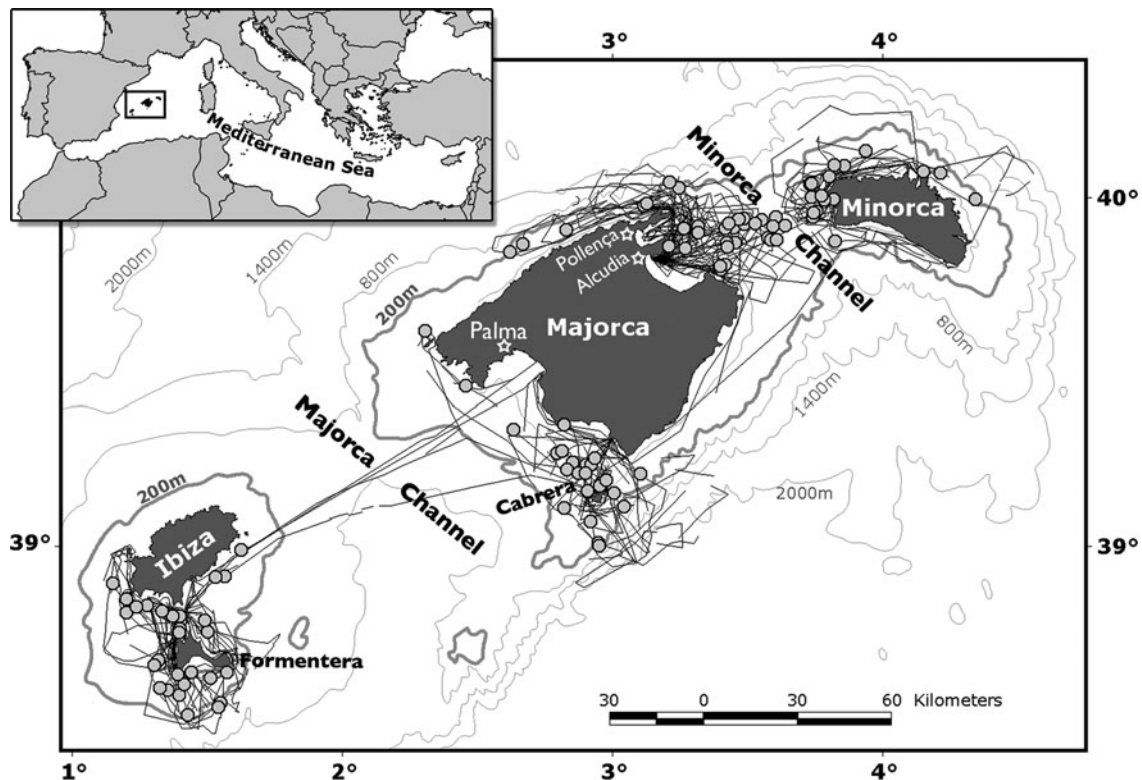 3°
4°
Mediterranean Sea
40°
40°
Minorca
Channel
Minorca
2000m
1400m
800m
200m
Pollença
Alcudia
Palma
Majorca
800m
1400m
2000m
Majorca
Channel
Cabrera
200m
39°
39°
Ibiza
Formentera
30 0 30 60 Kilometers
1°
2°
3°
4°